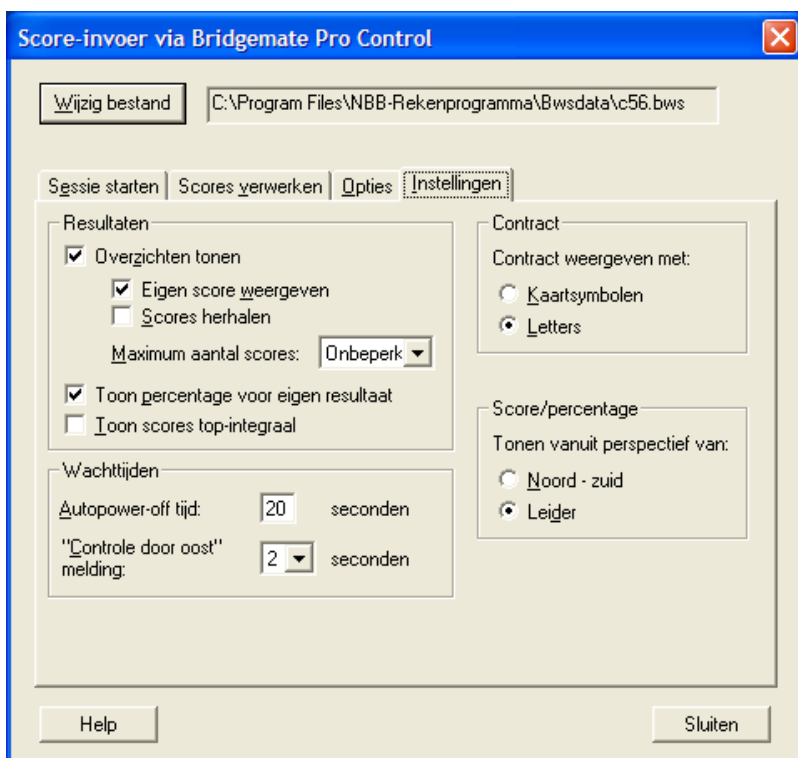 Score-invoer via Bridgemate Pro Control
Wijzig bestand
C:\Program Files\NBB-Rekenprogramma\Bwsdata\c56.bws
Sessie starten
Scores verwerken
Opties
Instellingen
Resultaten
Overzichten tonen
Eigen score weergeven
Scores herhalen
Maximum aantal scores:
Onbeperk
Toon percentage voor eigen resultaat
Toon scores top-integraal
Wachttijden
Autopower-off tijd:
20
seconden
"Controle door oost"
melding:
2
seconden
Contract
Contract weergeven met:
Kaartsymbolen
Letters
Score/percentage
Tonen vanuit perspectief van:
Noord - zuid
Leider
Help
Sluiten